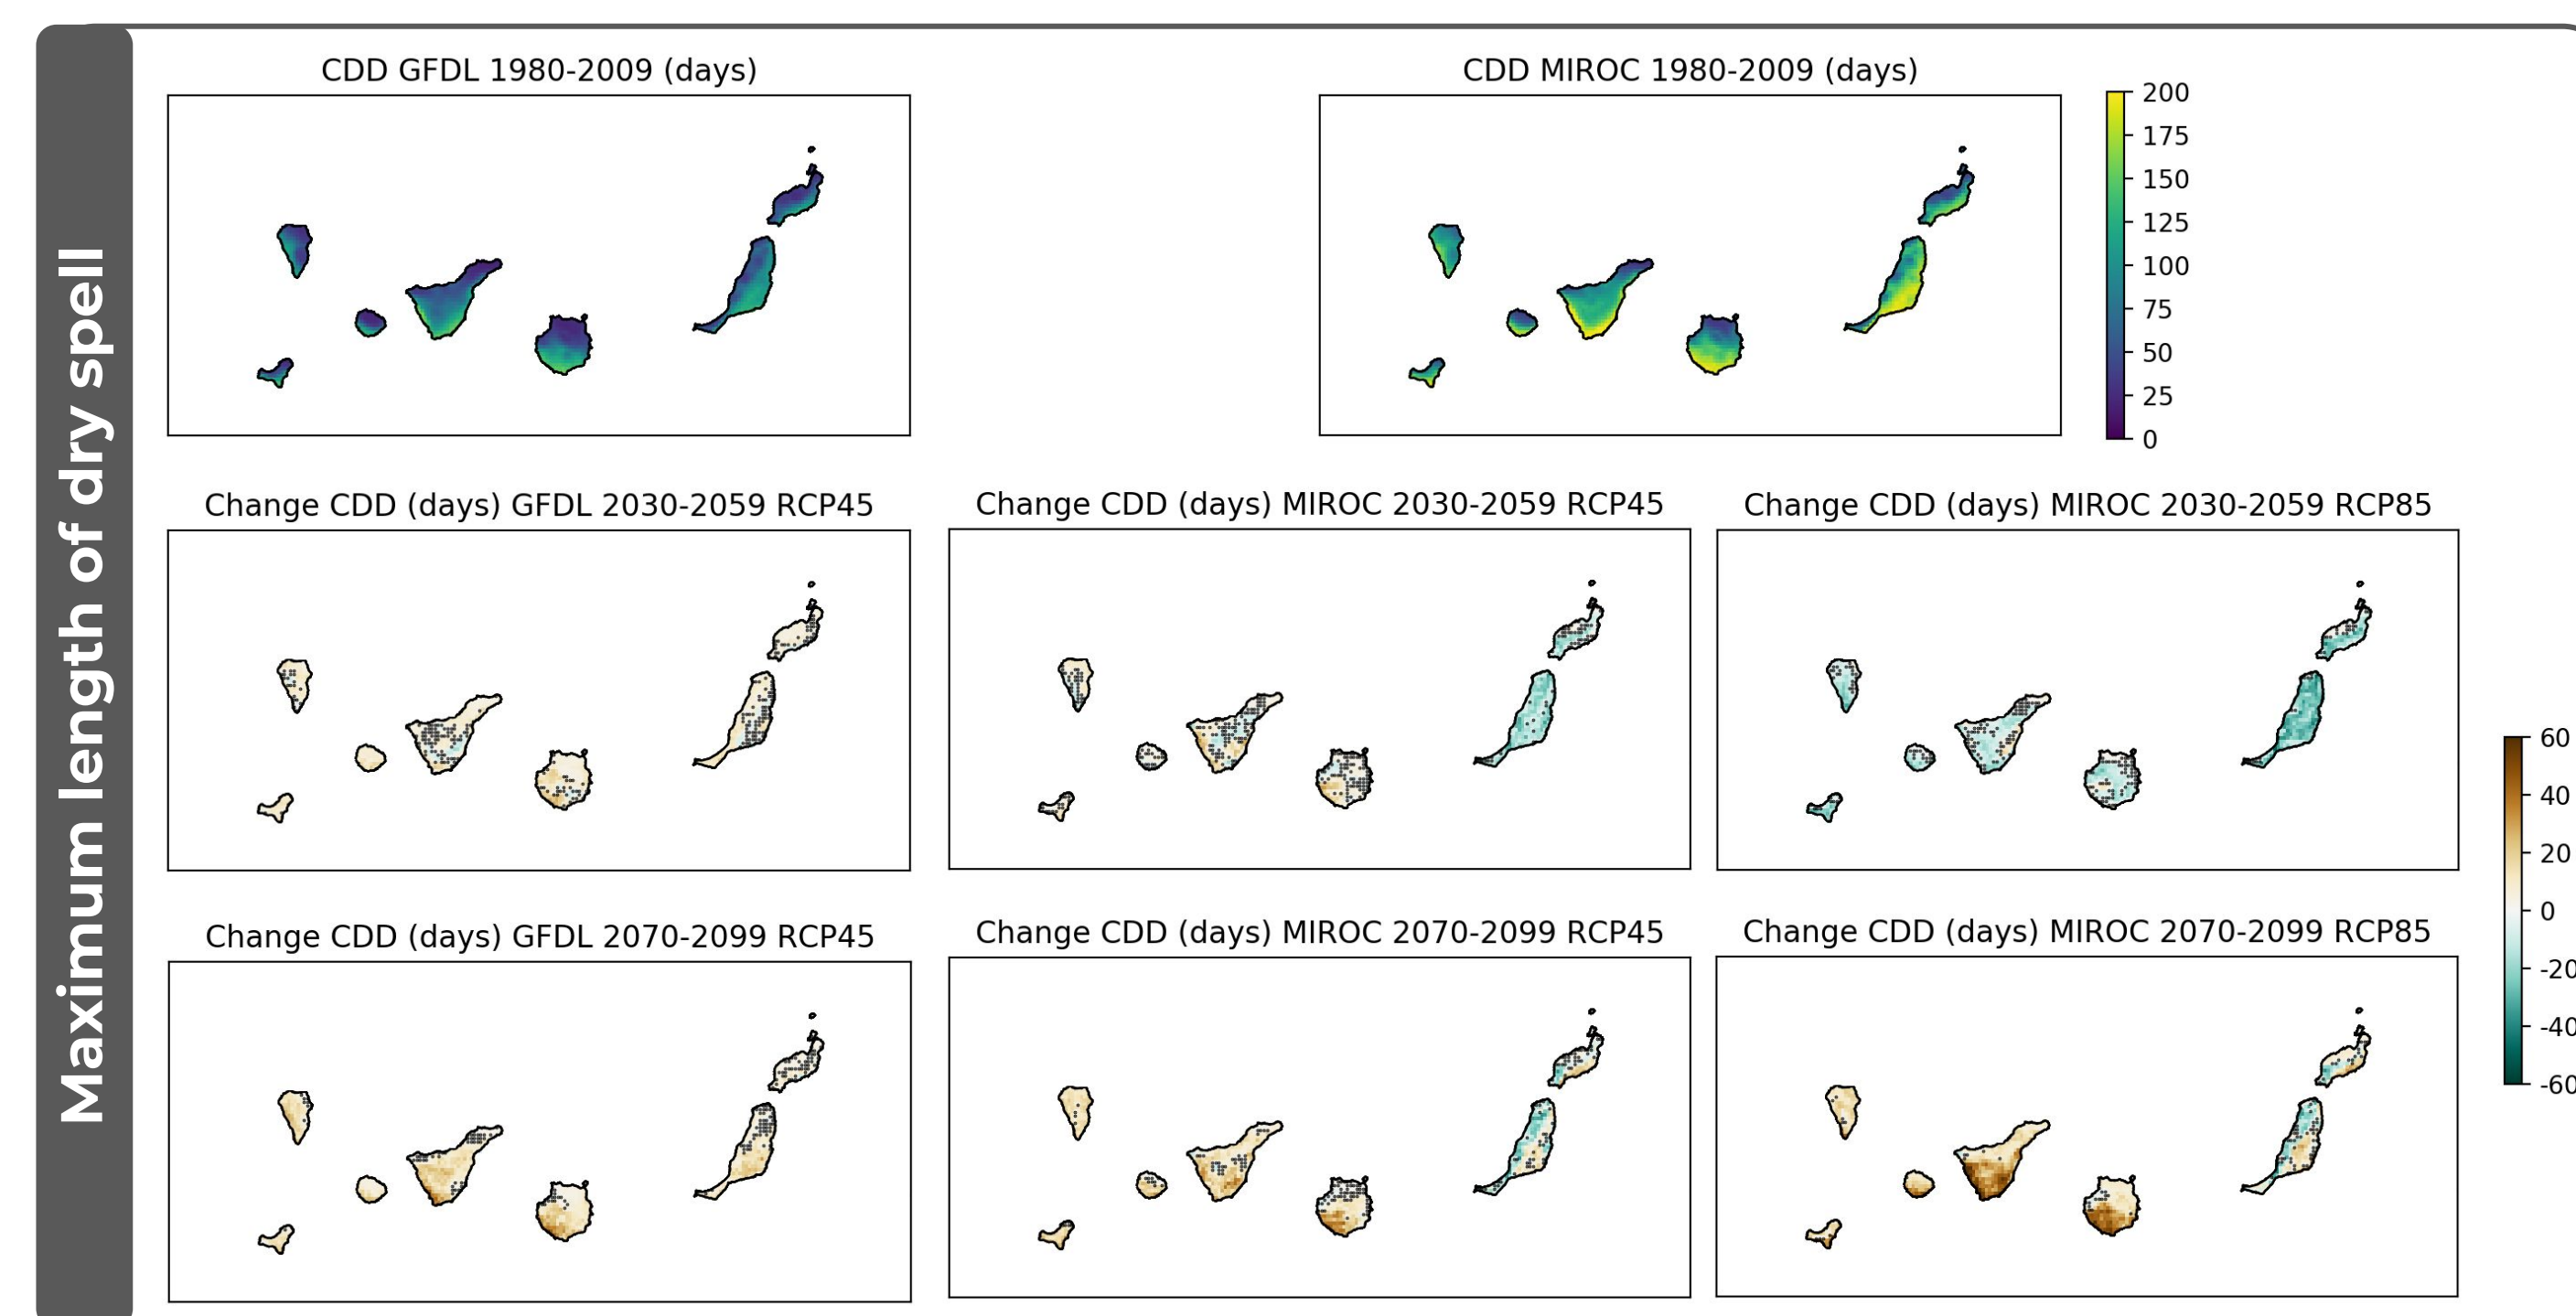 Maximum length of dry spell
CDD GFDL 1980-2009 (days)
CDD MIROC 1980-2009 (days)
200
175
150
125
100
75
50
25
0
Change CDD (days) GFDL 2030-2059 RCP45
Change CDD (days) MIROC 2030-2059 RCP45
Change CDD (days) MIROC 2030-2059 RCP85
60
40
20
0
-20
-40
-60
Change CDD (days) GFDL 2070-2099 RCP45
Change CDD (days) MIROC 2070-2099 RCP45
Change CDD (days) MIROC 2070-2099 RCP85